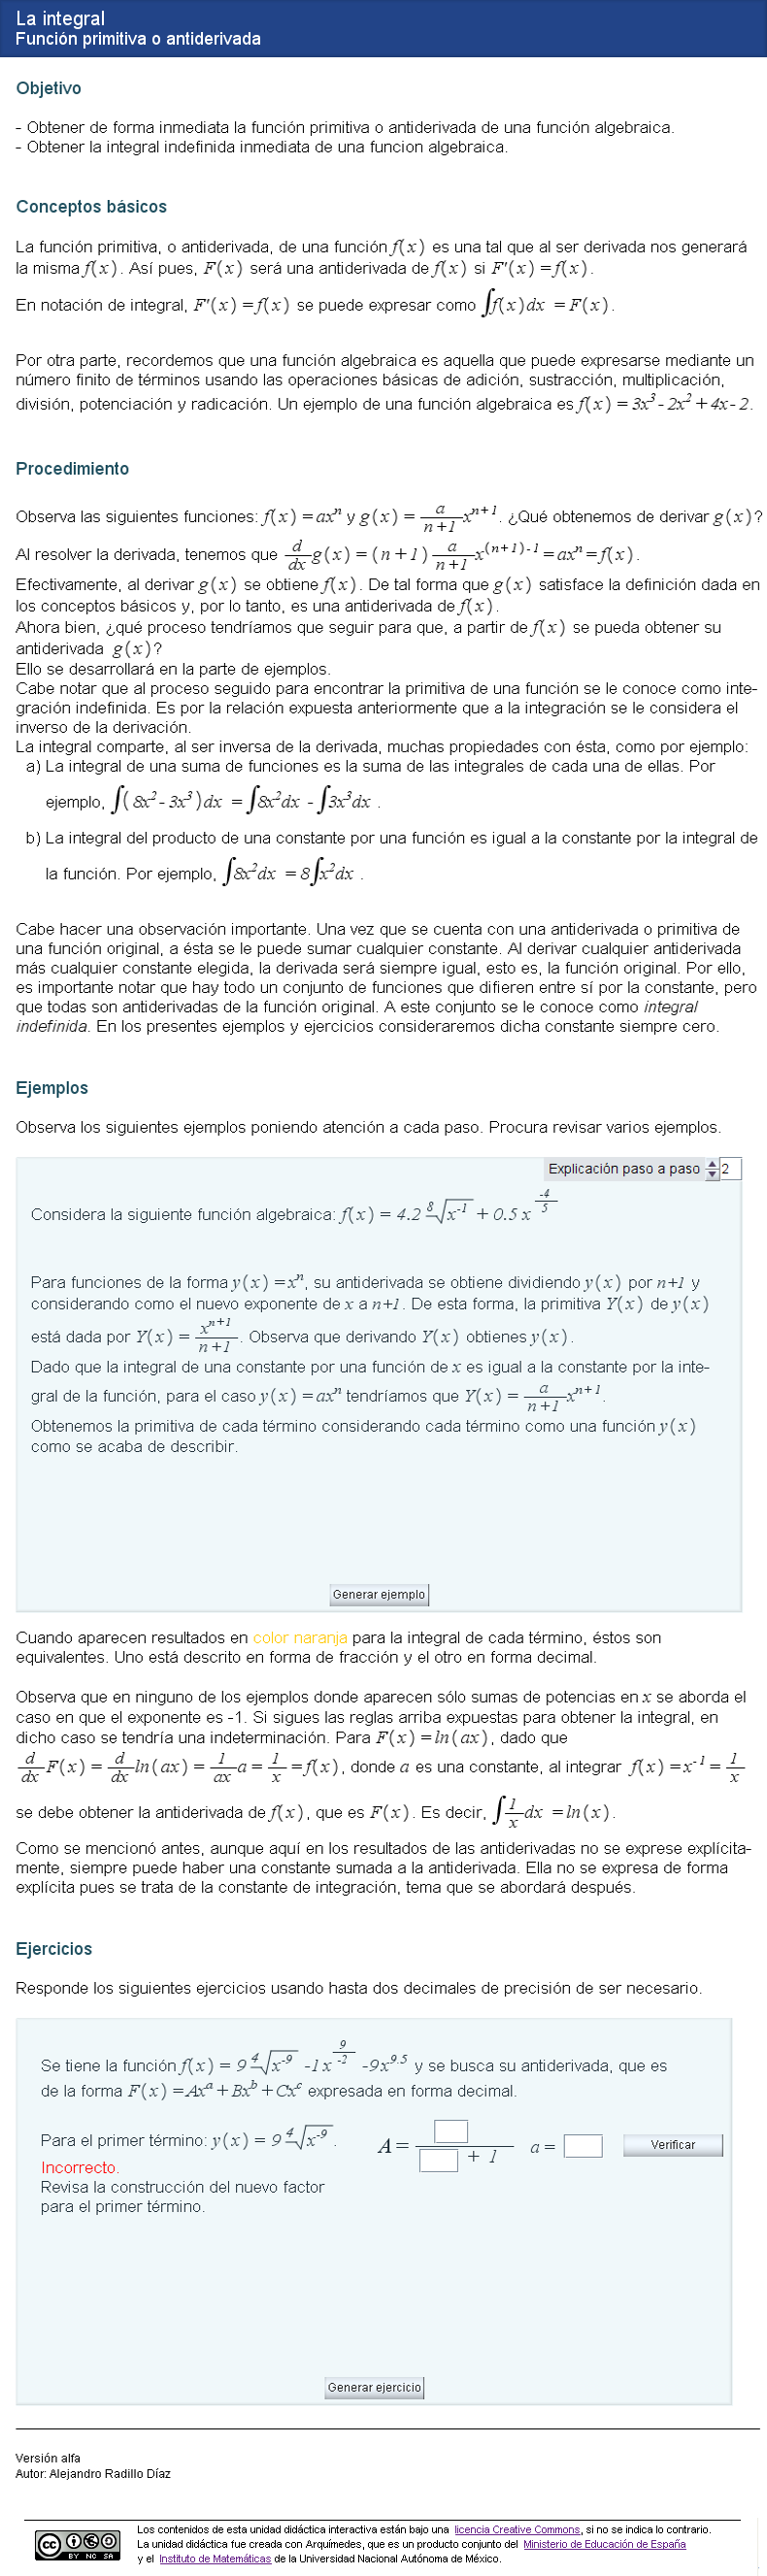 La integral
Función primitiva o antiderivada
Objetivo
- Obtener de forma inmediata la función primitiva o antiderivada de una función algebraica.
- Obtener la integral indefinida inmediata de una funcion algebraica.
Conceptos básicos
La función primitiva, o antiderivada, de una función f(x) es una tal que al ser derivada nos generará
la misma f(x). Así pues, F(x) será una antiderivada de f(x) si F'(x) = f(x).
En notación de integral, F'(x) = f(x) se puede expresar como ∫f(x)dx = F(x).
Por otra parte, recordemos que una función algebraica es aquella que puede expresarse mediante un
número finito de términos usando las operaciones básicas de adición, sustracción, multiplicación,
división, potenciación y radicación. Un ejemplo de una función algebraica es f(x) = 3x^3 - 2x^2 + 4x - 2.
Procedimiento
Observa las siguientes funciones: f(x) = ax^n y g(x) = a/(n+1) x^(n+1). ¿Qué obtenemos de derivar g(x)?
Al resolver la derivada, tenemos que d/dx g(x) = (n+1) a/(n+1) x^((n+1)-1) = ax^n = f(x).
Efectivamente, al derivar g(x) se obtiene f(x). De tal forma que g(x) satisface la definición dada en
los conceptos básicos y, por lo tanto, es una antiderivada de f(x).
Ahora bien, ¿qué proceso tendríamos que seguir para que, a partir de f(x) se pueda obtener su
antiderivada g(x)?
Ello se desarrollará en la parte de ejemplos.
Cabe notar que al proceso seguido para encontrar la primitiva de una función se le conoce como inte-
gración indefinida. Es por la relación expuesta anteriormente que a la integración se le considera el
inverso de la derivación.
La integral comparte, al ser inversa de la derivada, muchas propiedades con ésta, como por ejemplo:
a) La integral de una suma de funciones es la suma de las integrales de cada una de ellas. Por
ejemplo, ∫(8x^2 - 3x^3)dx = ∫8x^2dx - ∫3x^3dx .
b) La integral del producto de una constante por una función es igual a la constante por la integral de
la función. Por ejemplo, ∫8x^2dx = 8∫x^2dx .
Cabe hacer una observación importante. Una vez que se cuenta con una antiderivada o primitiva de
una función original, a ésta se le puede sumar cualquier constante. Al derivar cualquier antiderivada
más cualquier constante elegida, la derivada será siempre igual, esto es, la función original. Por ello,
es importante notar que hay todo un conjunto de funciones que difieren entre sí por la constante, pero
que todas son antiderivadas de la función original. A este conjunto se le conoce como integral
indefinida. En los presentes ejemplos y ejercicios consideraremos dicha constante siempre cero.
Ejemplos
Observa los siguientes ejemplos poniendo atención a cada paso. Procura revisar varios ejemplos.
Explicación paso a paso 2
Considera la siguiente función algebraica: f(x) = 4.2 ⁸√(x^-1) + 0.5 x^(-4/5)
Para funciones de la forma y(x) = x^n, su antiderivada se obtiene dividiendo y(x) por n+1 y
considerando como el nuevo exponente de x a n+1. De esta forma, la primitiva Y(x) de y(x)
está dada por Y(x) = x^(n+1)/(n+1). Observa que derivando Y(x) obtienes y(x).
Dado que la integral de una constante por una función de x es igual a la constante por la inte-
gral de la función, para el caso y(x) = ax^n tendríamos que Y(x) = a/(n+1) x^(n+1).
Obtenemos la primitiva de cada término considerando cada término como una función y(x)
como se acaba de describir.
Generar ejemplo
Cuando aparecen resultados en color naranja para la integral de cada término, éstos son
equivalentes. Uno está descrito en forma de fracción y el otro en forma decimal.
Observa que en ninguno de los ejemplos donde aparecen sólo sumas de potencias en x se aborda el
caso en que el exponente es -1. Si sigues las reglas arriba expuestas para obtener la integral, en
dicho caso se tendría una indeterminación. Para F(x) = ln(ax), dado que
d/dx F(x) = d/dx ln(ax) = 1/ax a = 1/x = f(x), donde a es una constante, al integrar f(x) = x^-1 = 1/x
se debe obtener la antiderivada de f(x), que es F(x). Es decir, ∫1/x dx = ln(x).
Como se mencionó antes, aunque aquí en los resultados de las antiderivadas no se exprese explícita-
mente, siempre puede haber una constante sumada a la antiderivada. Ella no se expresa de forma
explícita pues se trata de la constante de integración, tema que se abordará después.
Ejercicios
Responde los siguientes ejercicios usando hasta dos decimales de precisión de ser necesario.
Se tiene la función f(x) = 9 ⁴√(x^-9) -1x^(9/-2) -9x^9.5 y se busca su antiderivada, que es
de la forma F(x) = Ax^a + Bx^b + Cx^c expresada en forma decimal.
Para el primer término: y(x) = 9 ⁴√(x^-9). A = / + 1 a = Verificar
Incorrecto.
Revisa la construcción del nuevo factor
para el primer término.
Generar ejercicio
Versión alfa
Autor: Alejandro Radillo Díaz
Los contenidos de esta unidad didáctica interactiva están bajo una licencia Creative Commons, si no se indica lo contrario.
La unidad didáctica fue creada con Arquímedes, que es un producto conjunto del Ministerio de Educación de España
y el Instituto de Matemáticas de la Universidad Nacional Autónoma de México.
cc BY NC SA